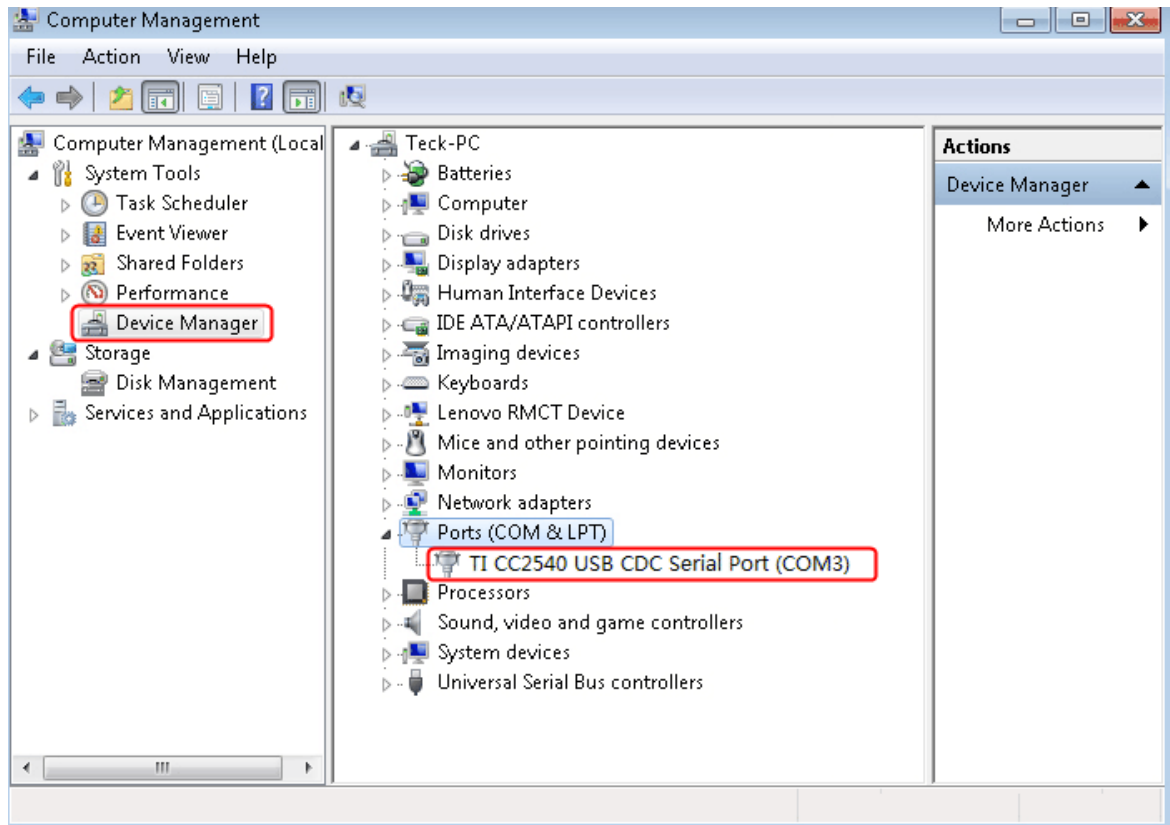 Computer Management
File Action View Help
Computer Management (Local
System Tools
Task Scheduler
Event Viewer
Shared Folders
Performance
Device Manager
Storage
Disk Management
Services and Applications
Teck-PC
Batteries
Computer
Disk drives
Display adapters
Human Interface Devices
IDE ATA/ATAPI controllers
Imaging devices
Keyboards
Lenovo RMCT Device
Mice and other pointing devices
Monitors
Network adapters
Ports (COM & LPT)
TI CC2540 USB CDC Serial Port (COM3)
Processors
Sound, video and game controllers
System devices
Universal Serial Bus controllers
Actions
Device Manager
More Actions